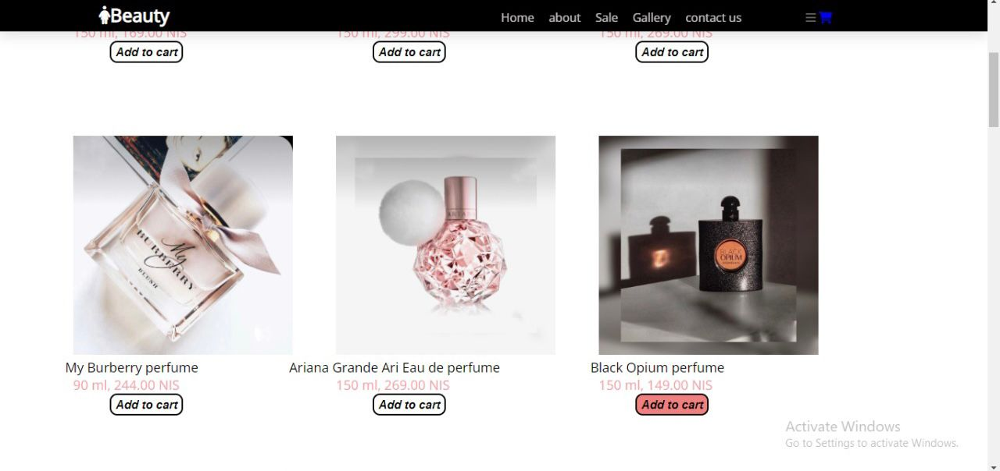 Beauty
Home about Sale Gallery contact us
150 ml, 169.00 NIS 150 ml, 299.00 NIS 150 ml, 269.00 NIS
Add to cart Add to cart Add to cart
My
BURBERRY
BLUSH
ARIANA
BLACK
OPIUM
My Burberry perfume Ariana Grande Ari Eau de perfume Black Opium perfume
90 ml, 244.00 NIS 150 ml, 269.00 NIS 150 ml, 149.00 NIS
Add to cart Add to cart Add to cart
Activate Windows
Go to Settings to activate Windows.